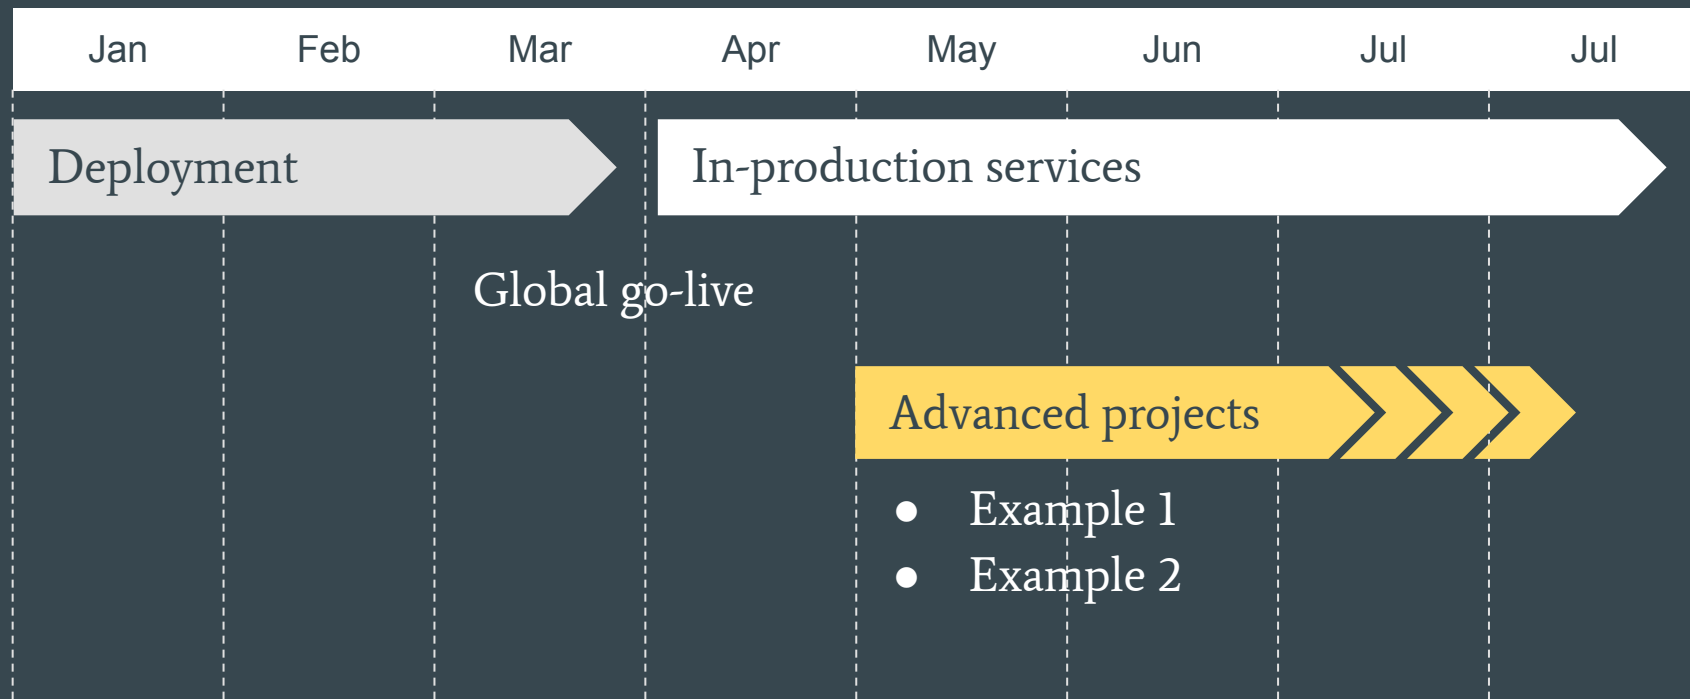 Jan Feb Mar Apr May Jun Jul Jul
Deployment In-production services
Global go-live
Advanced projects
● Example 1
● Example 2